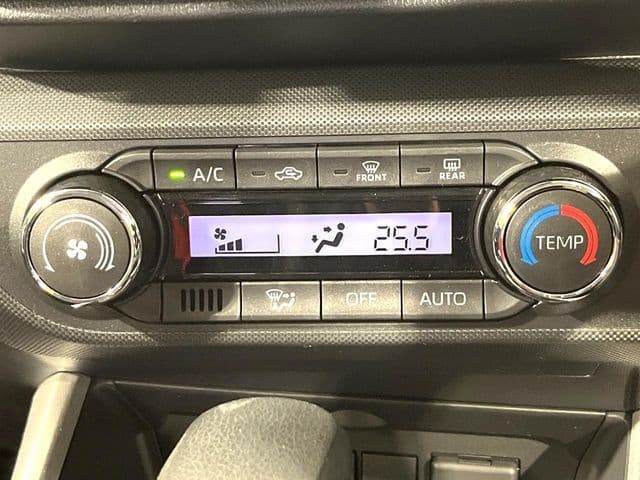 A/C
FRONT
REAR
25.5
TEMP
OFF
AUTO